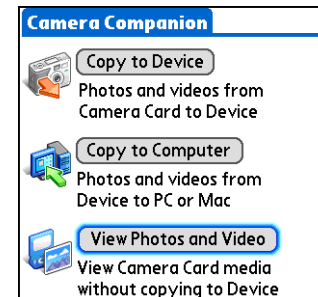 Camera Companion
Copy to Device
Photos and videos from
Camera Card to Device
Copy to Computer
Photos and videos from
Device to PC or Mac
View Photos and Video
View Camera Card media
without copying to Device